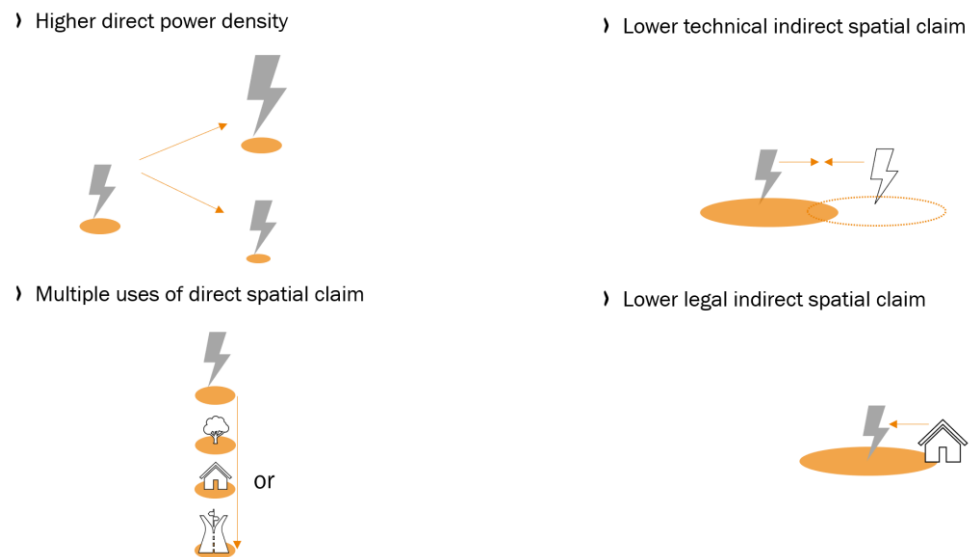 ❩ Higher direct power density
❩ Lower technical indirect spatial claim
❩ Multiple uses of direct spatial claim
or
❩ Lower legal indirect spatial claim